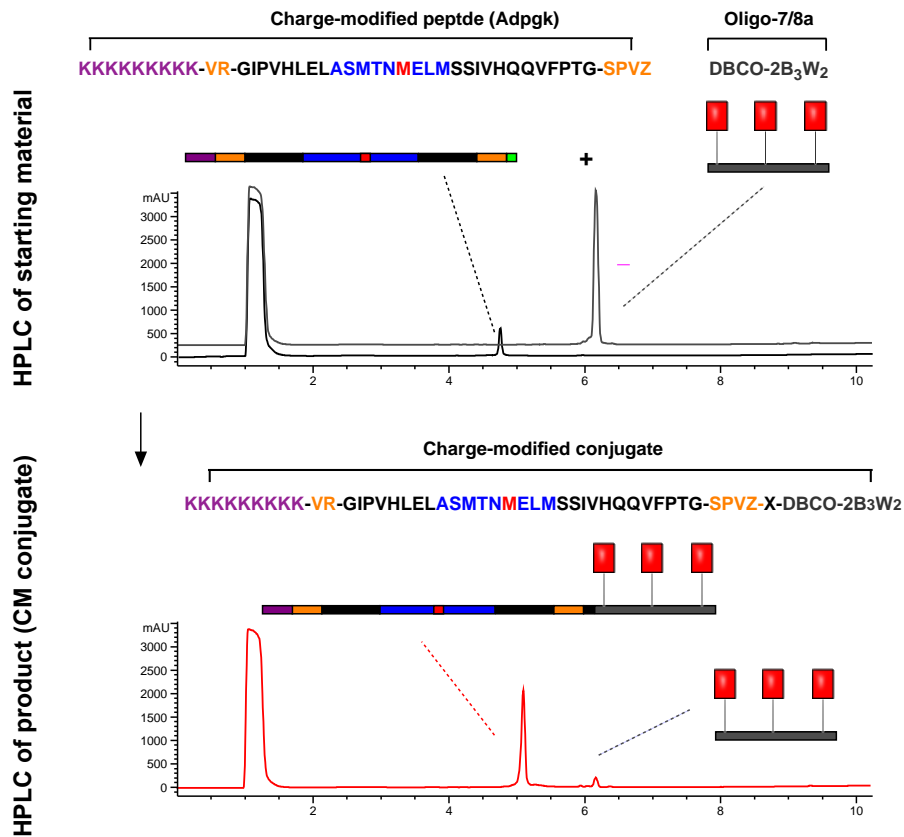 Charge-modified peptde (Adpgk)
Oligo-7/8a
KKKKKKKKK-VR-GIPVHLELASMTNMELMSSIVHQQVFPTG-SPVZ
DBCO-2B3W2
+
HPLC of starting material
mAU
3000
2500
2000
1500
1000
500
0
2
4
6
8
10
Charge-modified conjugate
KKKKKKKKK-VR-GIPVHLELASMTNMELMSSIVHQQVFPTG-SPVZ-X-DBCO-2B3W2
HPLC of product (CM conjugate)
mAU
3000
2500
2000
1500
1000
500
0
2
4
6
8
10